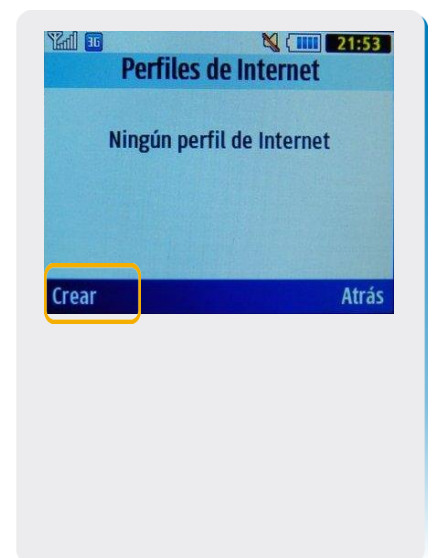 3G 21:53
Perfiles de Internet
Ningún perfil de Internet
Crear Atrás